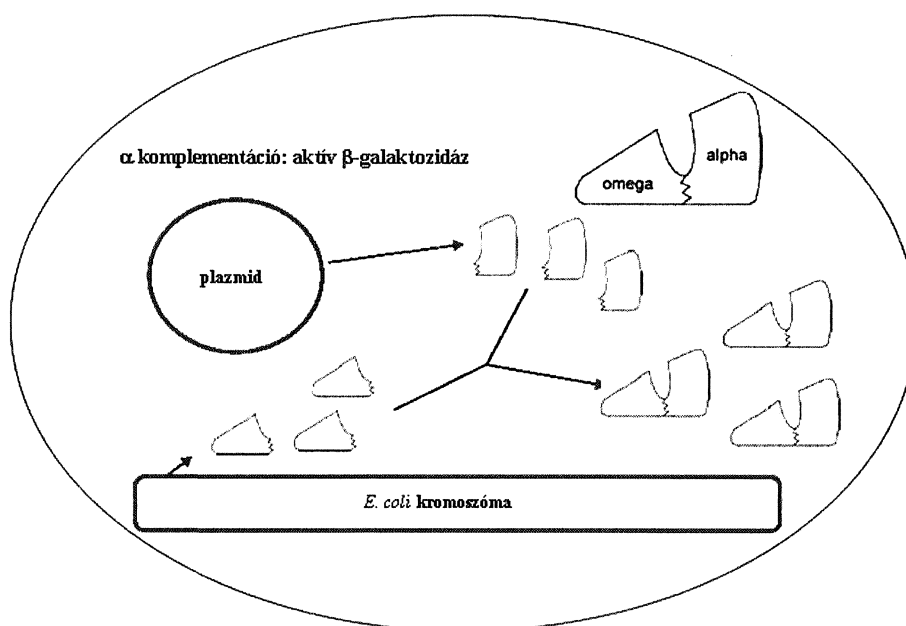 α komplementáció: aktív β-galaktozidáz
omega
alpha
plazmid
E. coli kromoszóma